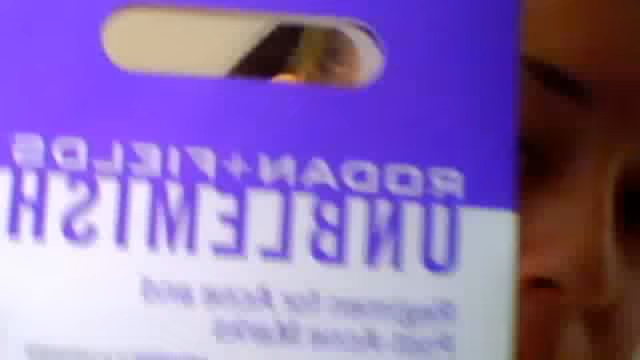 RODAN+FIELDS
UNBLEMISH
Regimen for Acne and
Post-Acne Marks